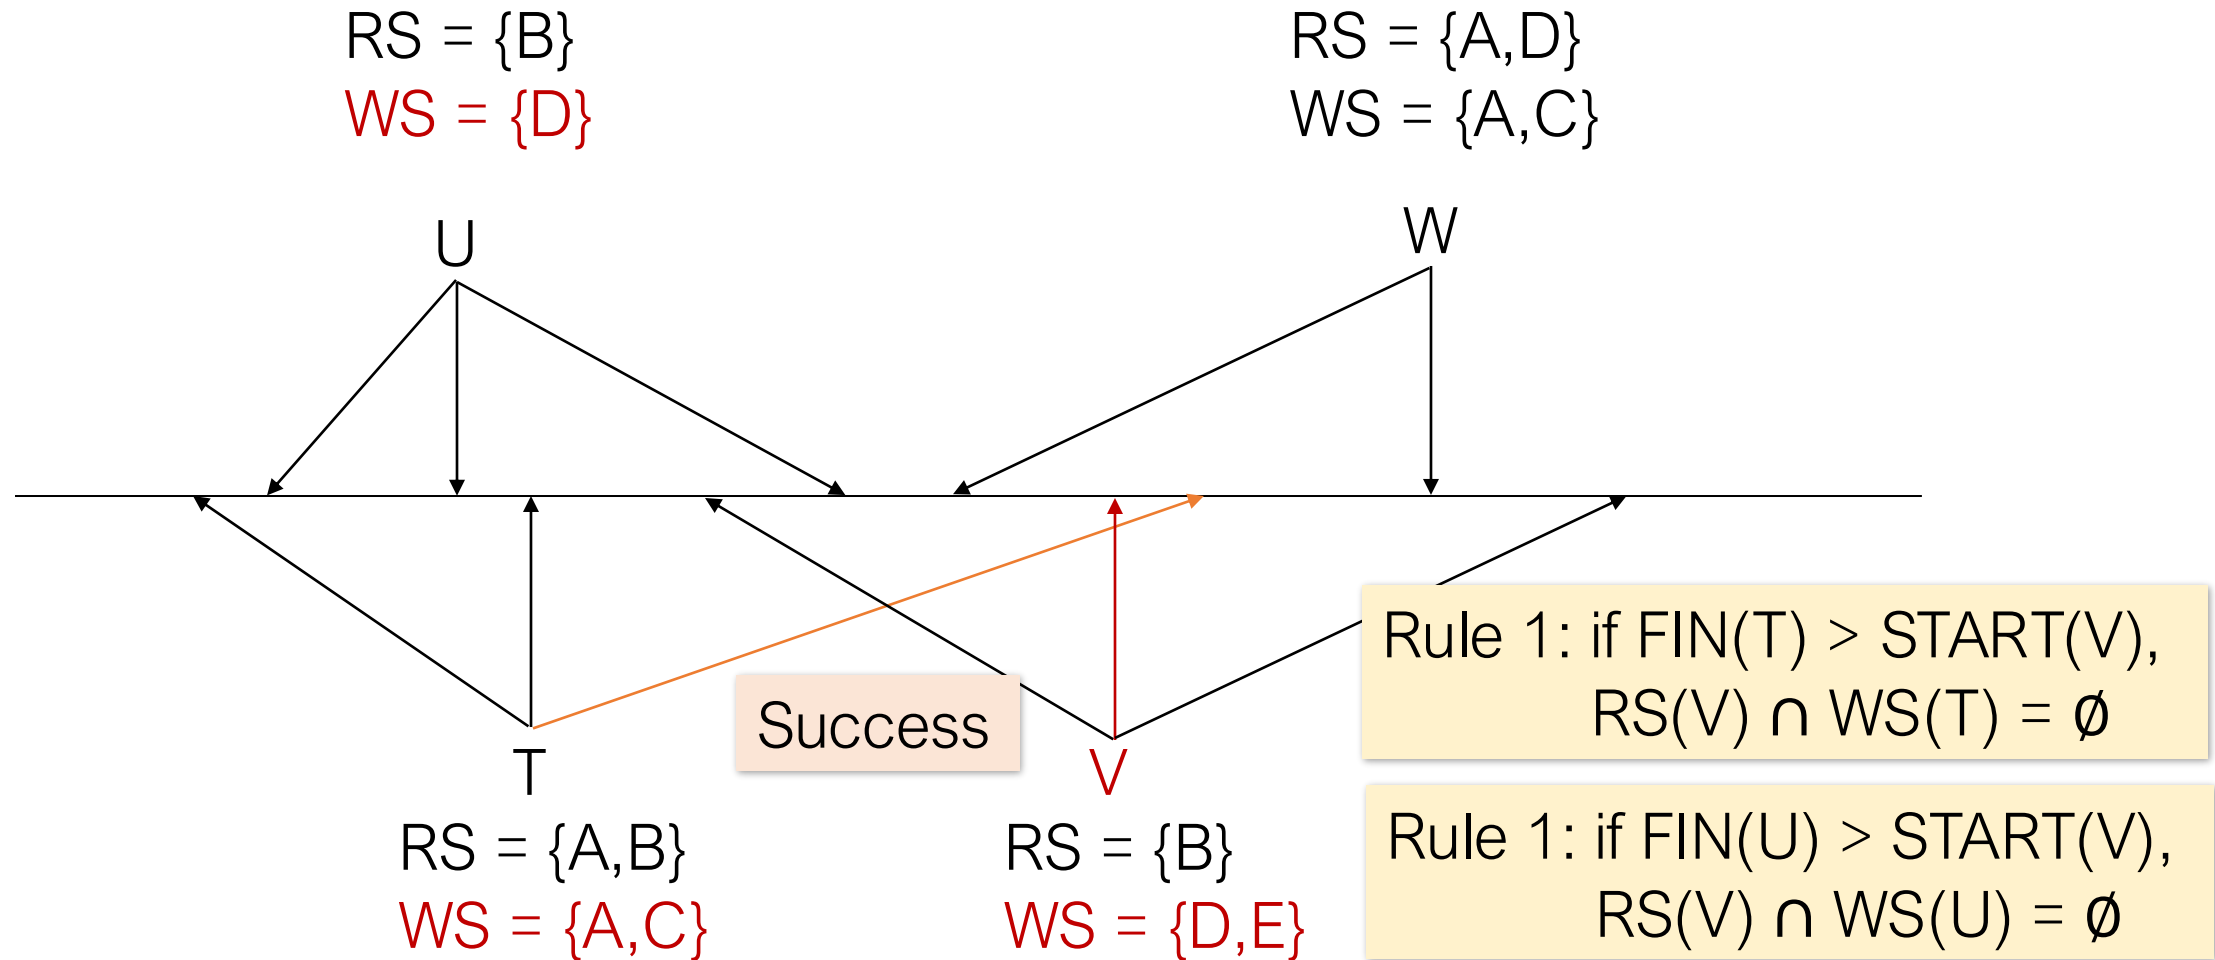 RS = {B}
WS = {D}
RS = {A,D}
WS = {A,C}
U
W
Success
T
V
RS = {A,B}
WS = {A,C}
RS = {B}
WS = {D,E}
Rule 1: if FIN(T) > START(V),
RS(V) ∩ WS(T) = ∅
Rule 1: if FIN(U) > START(V),
RS(V) ∩ WS(U) = ∅